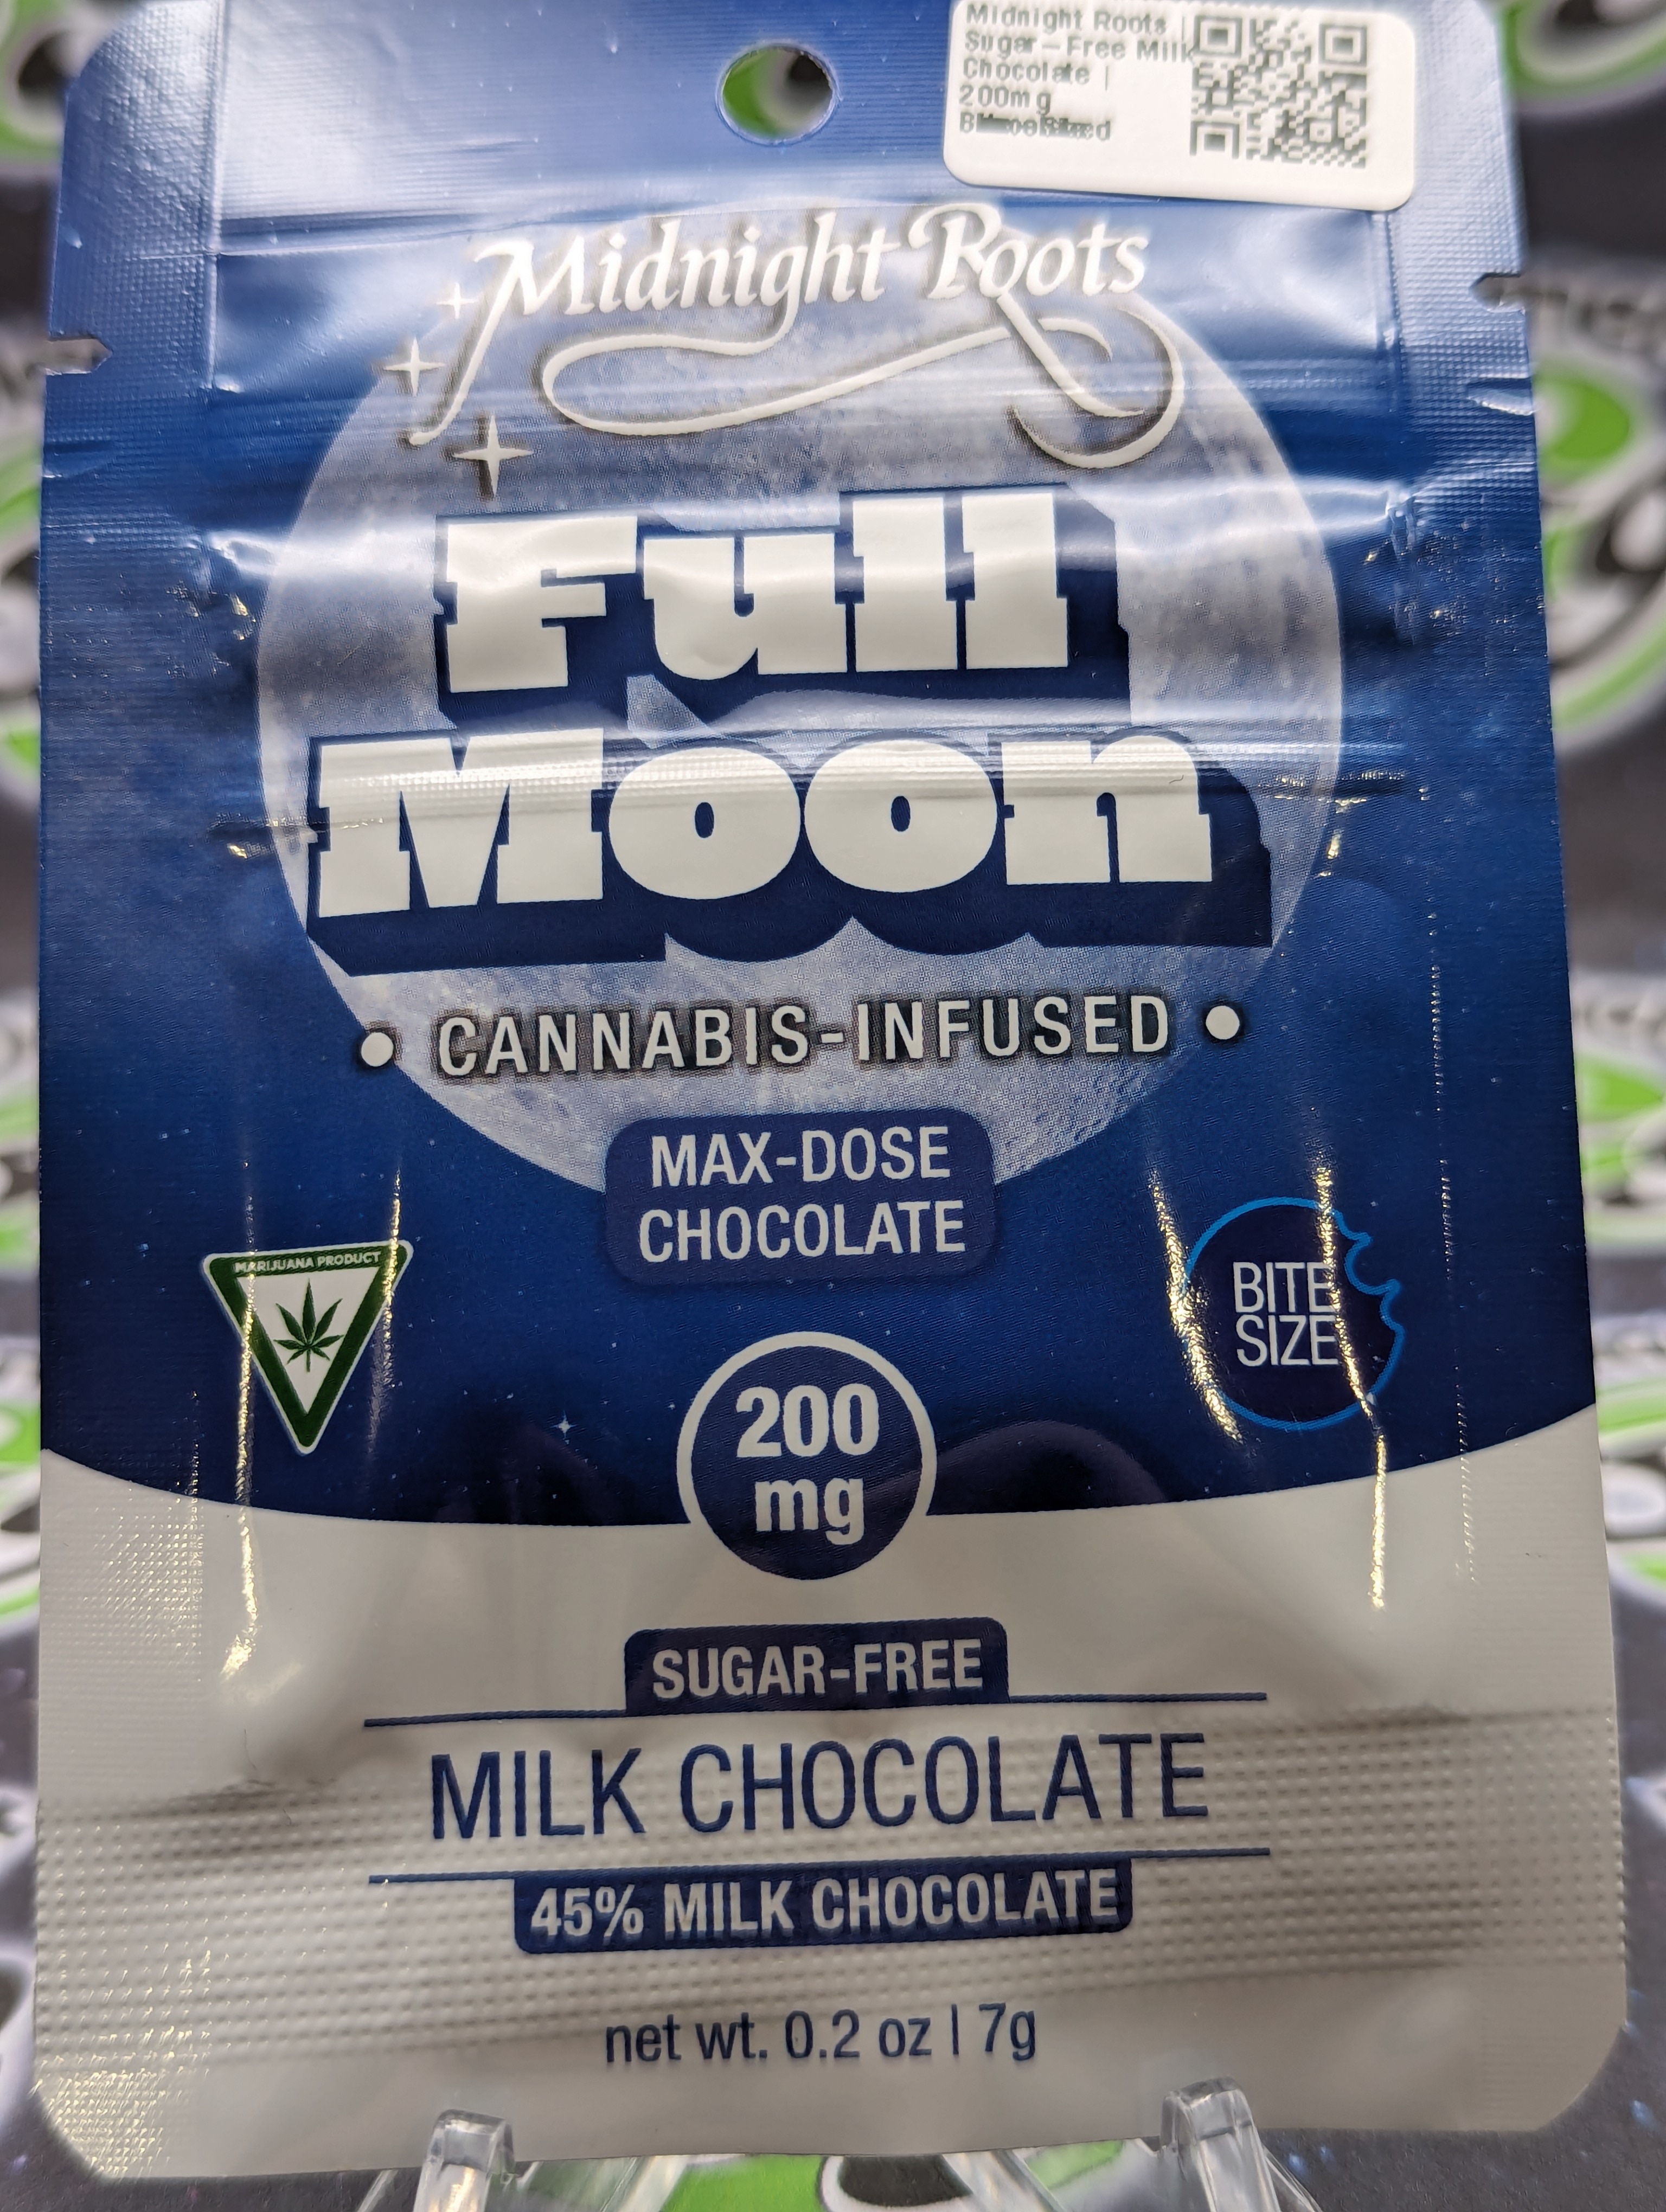 Midnight Roots |
Sugar-Free Milk
Chocolate |
200mg
Midnight Roots
Full
Moon
• CANNABIS-INFUSED •
MAX-DOSE
CHOCOLATE
MARIJUANA PRODUCT
BITE
SIZE
200
mg
SUGAR-FREE
MILK CHOCOLATE
45% MILK CHOCOLATE
net wt. 0.2 oz | 7g